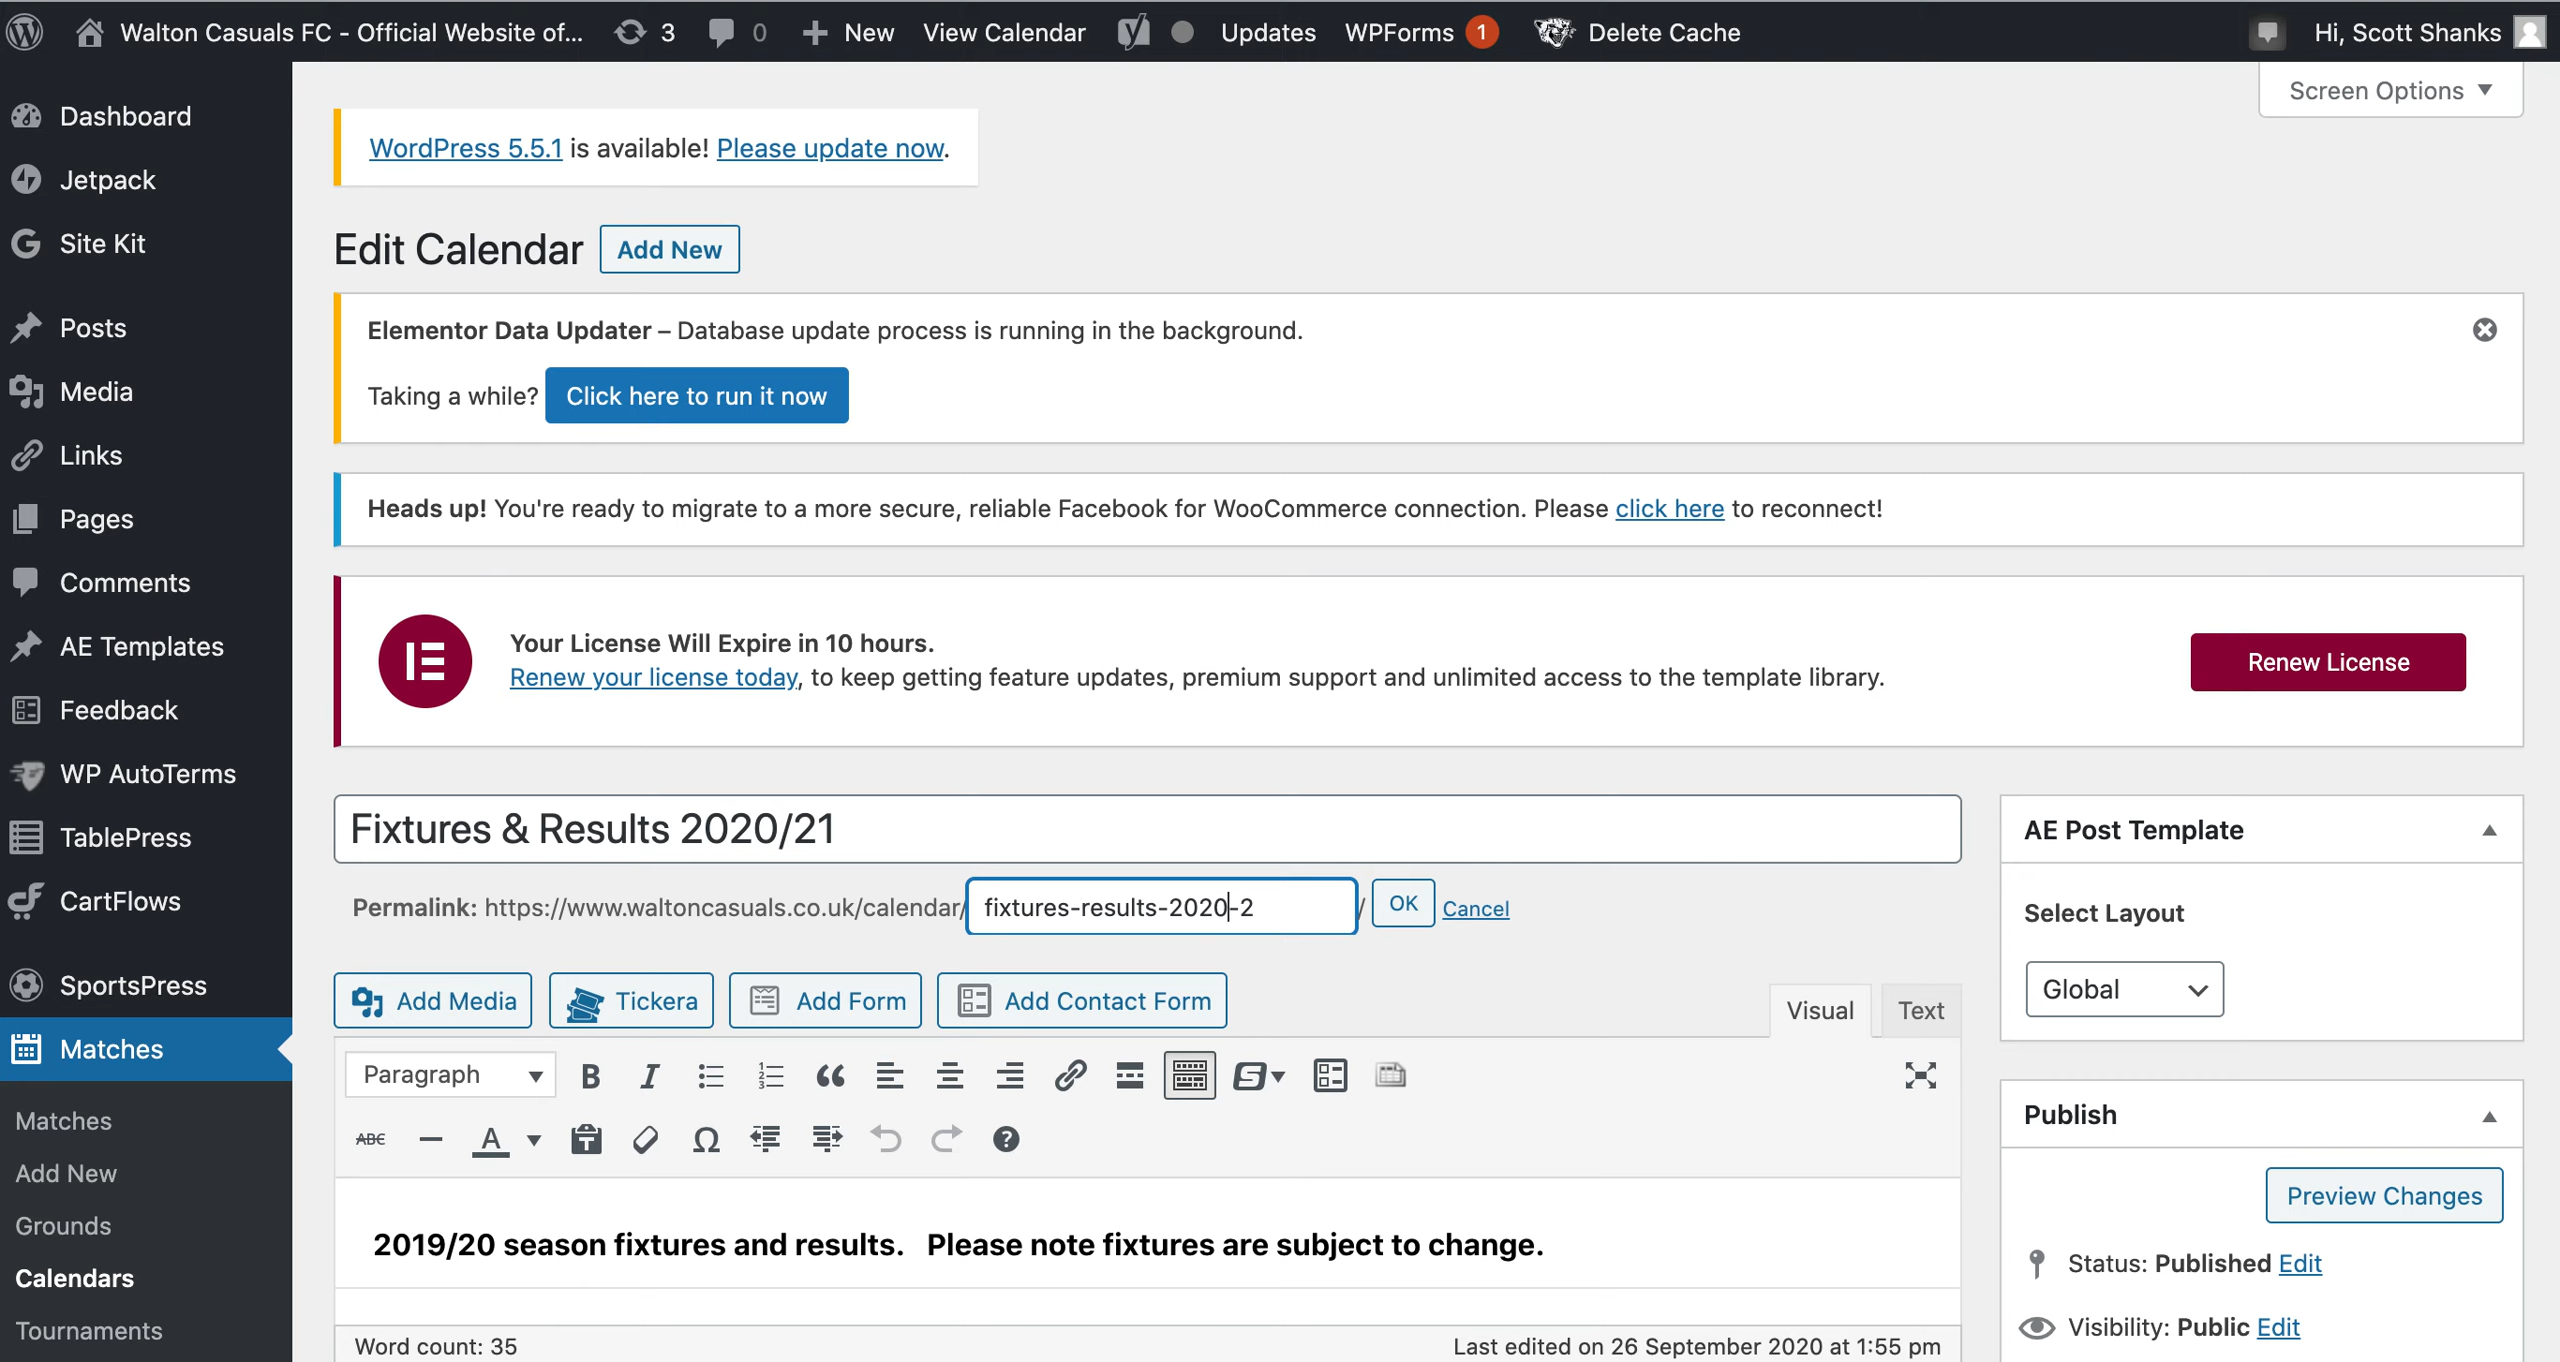 Walton Casuals FC - Official Website of... 3 0 New View Calendar Updates WPForms 1 Delete Cache Hi, Scott Shanks
Screen Options
Dashboard
Jetpack
Site Kit
Posts
Media
Links
Pages
Comments
AE Templates
Feedback
WP AutoTerms
TablePress
CartFlows
SportsPress
Matches
Matches
Add New
Grounds
Calendars
Tournaments
WordPress 5.5.1 is available! Please update now.
Edit Calendar Add New
Elementor Data Updater – Database update process is running in the background.
Taking a while? Click here to run it now
Heads up! You're ready to migrate to a more secure, reliable Facebook for WooCommerce connection. Please click here to reconnect!
Your License Will Expire in 10 hours.
Renew your license today, to keep getting feature updates, premium support and unlimited access to the template library.
Renew License
Fixtures & Results 2020/21
Permalink: https://www.waltoncasuals.co.uk/calendar/ fixtures-results-2020-2 / OK Cancel
Add Media Tickera Add Form Add Contact Form
Visual Text
Paragraph B I
ABC A
2019/20 season fixtures and results. Please note fixtures are subject to change.
Word count: 35 Last edited on 26 September 2020 at 1:55 pm
AE Post Template
Select Layout
Global
Publish
Preview Changes
Status: Published Edit
Visibility: Public Edit